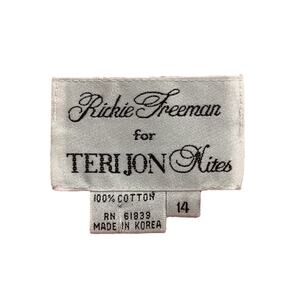 Rickie Freeman
for
TERI JON Nites
100% COTTON
RN 61839
MADE IN KOREA
14